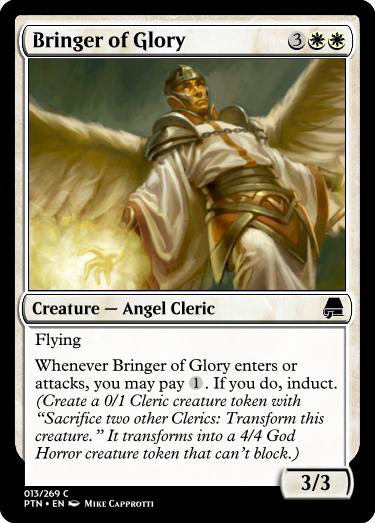 Bringer of Glory 3
Creature — Angel Cleric
Flying
Whenever Bringer of Glory enters or
attacks, you may pay 1. If you do, induct.
(Create a 0/1 Cleric creature token with
“Sacrifice two other Clerics: Transform this
creature.” It transforms into a 4/4 God
Horror creature token that can’t block.)
3/3
013/269 C
PTN • EN Mike Capprotti